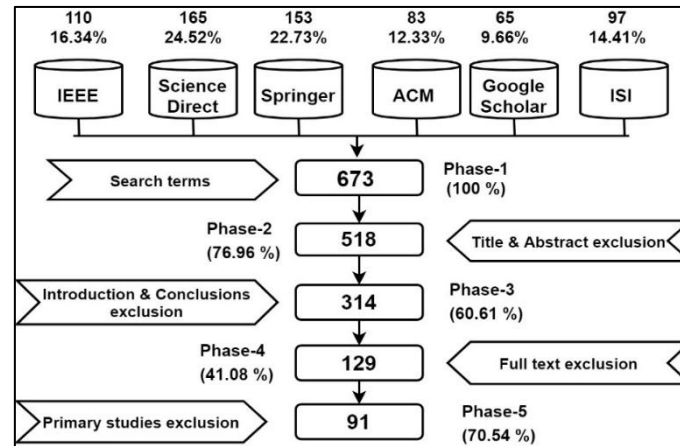 110 165 153 83 65 97
16.34% 24.52% 22.73% 12.33% 9.66% 14.41%
IEEE
Science
Direct
Springer
ACM
Google
Scholar
ISI
Search terms
673
Phase-1
(100 %)
Phase-2
(76.96 %)
518
Title & Abstract exclusion
Introduction & Conclusions
exclusion
314
Phase-3
(60.61 %)
Phase-4
(41.08 %)
129
Full text exclusion
Primary studies exclusion
91
Phase-5
(70.54 %)